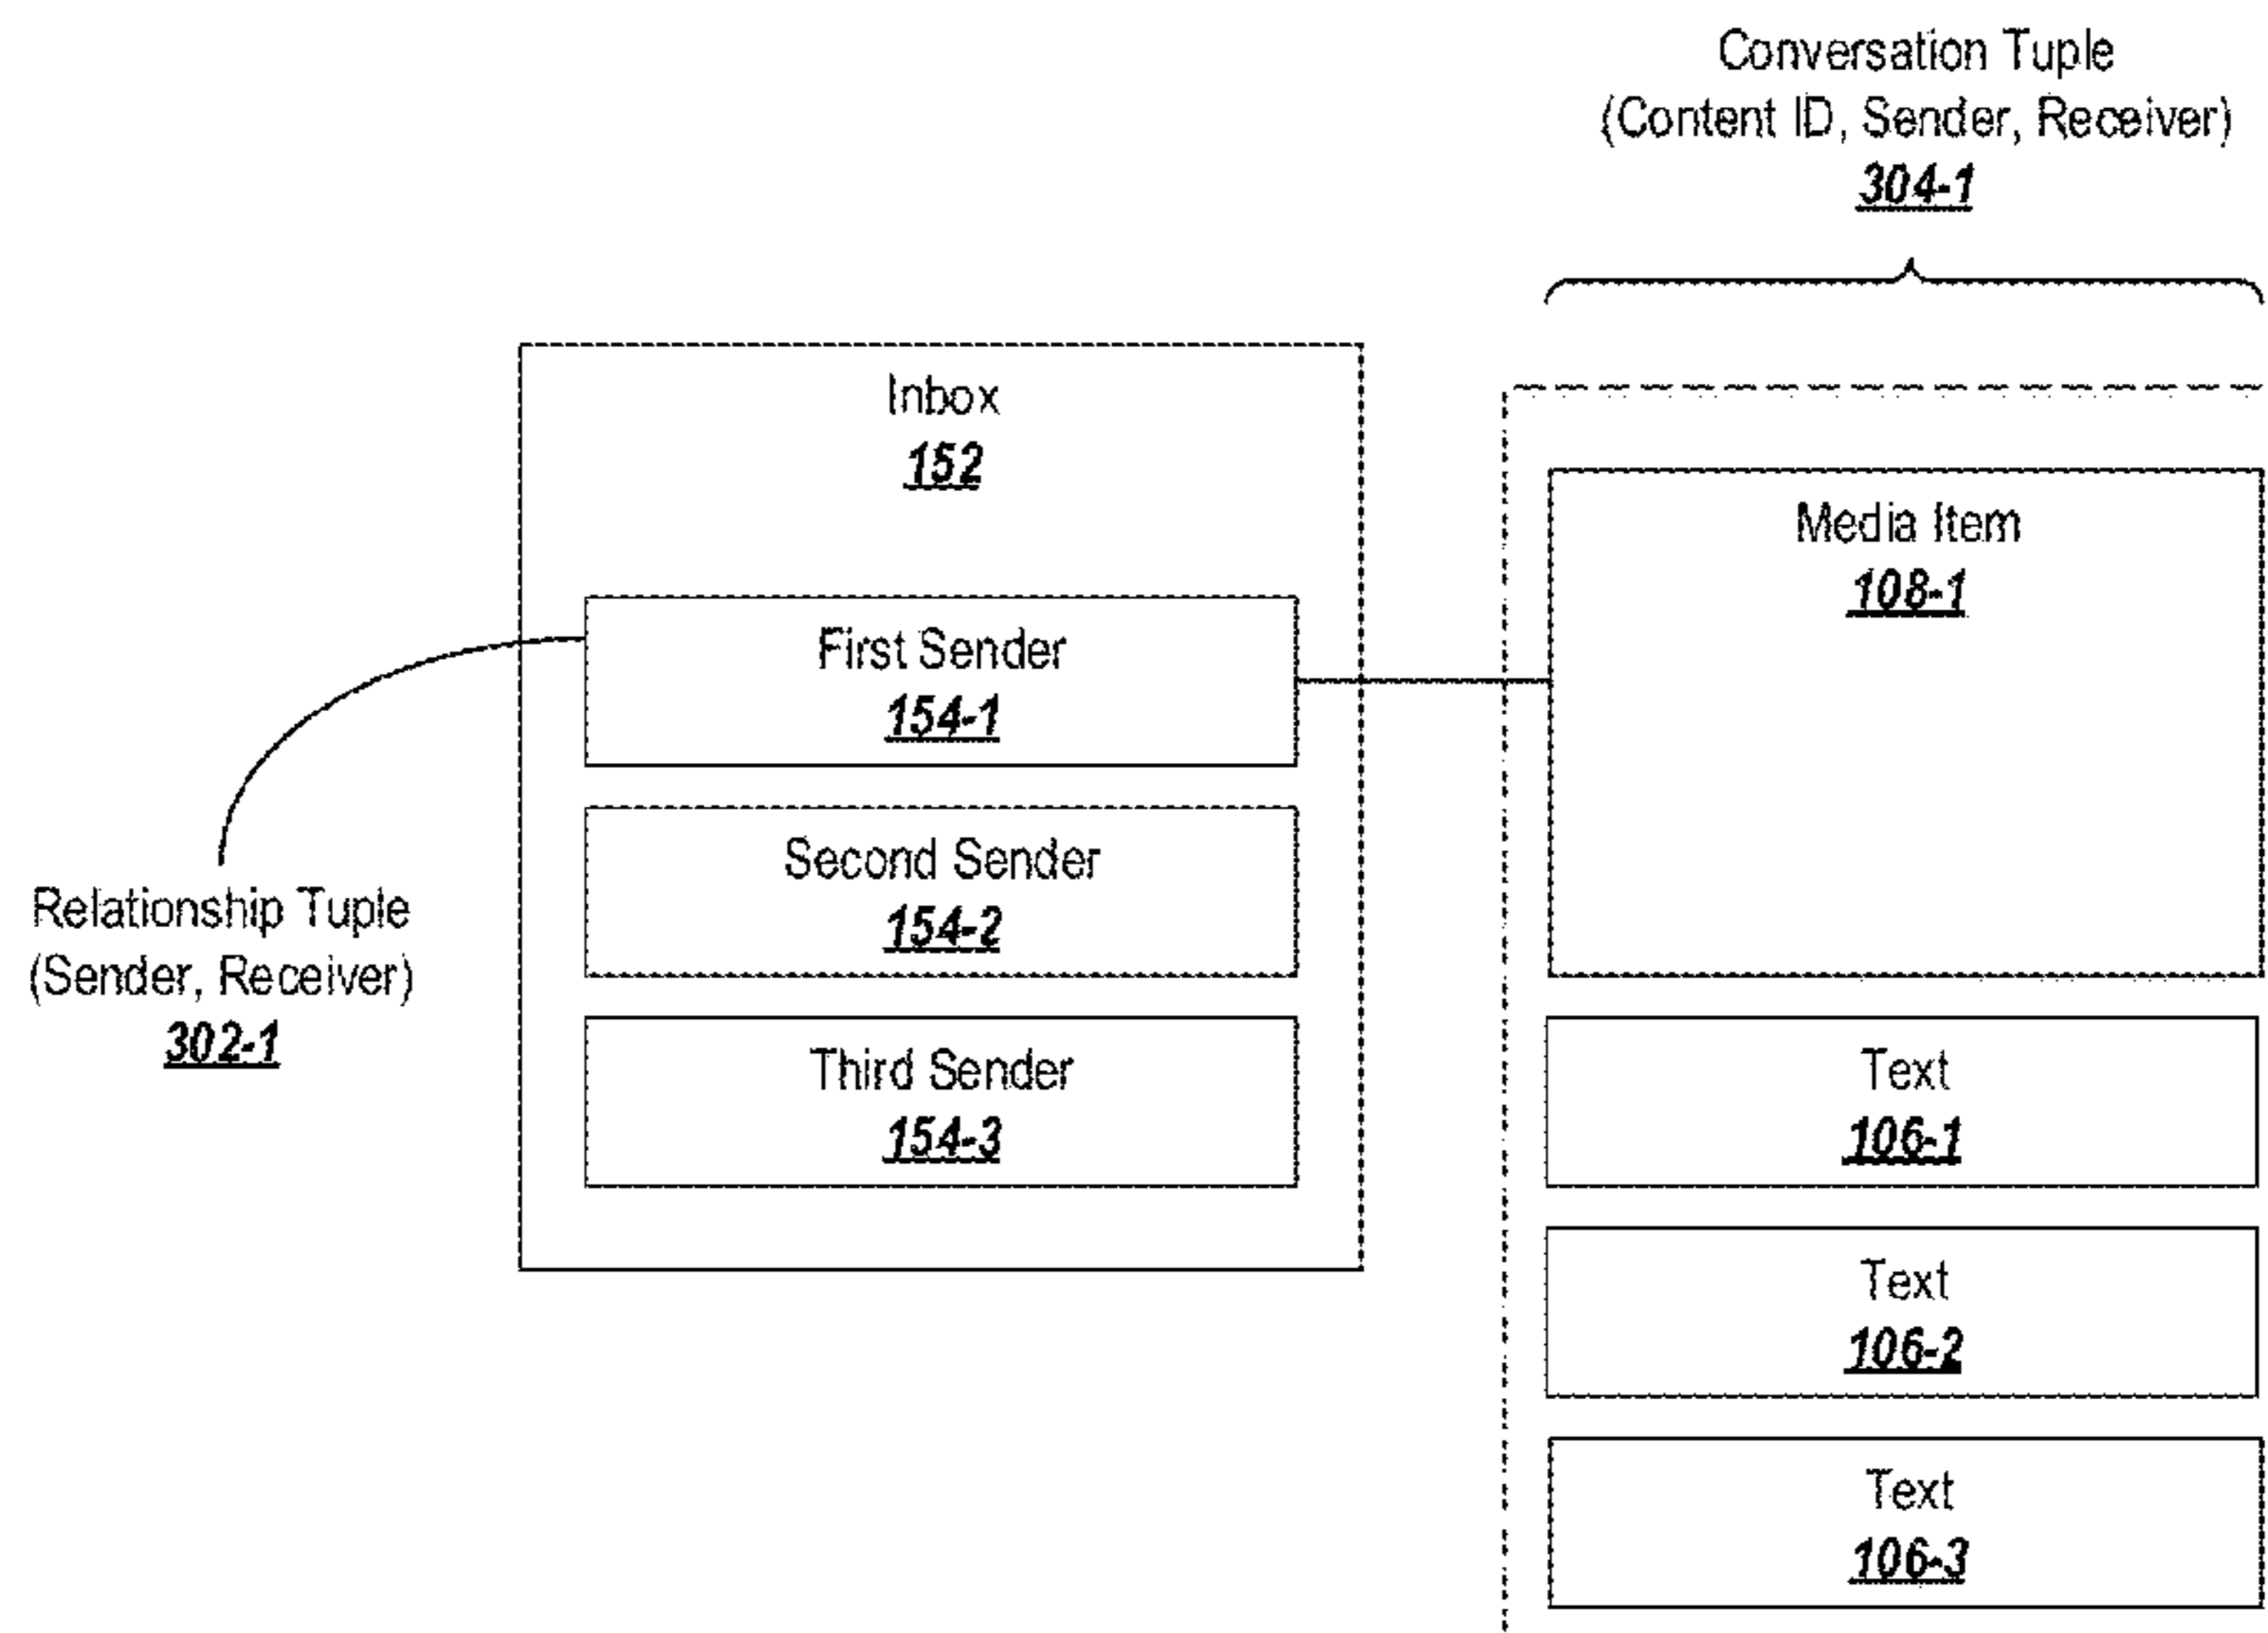 Conversation Tuple
(Content ID, Sender, Receiver)
304-1
Inbox
152
First Sender
154-1
Second Sender
154-2
Third Sender
154-3
Relationship Tuple
(Sender, Receiver)
302-1
Media Item
108-1
Text
106-1
Text
106-2
Text
106-3